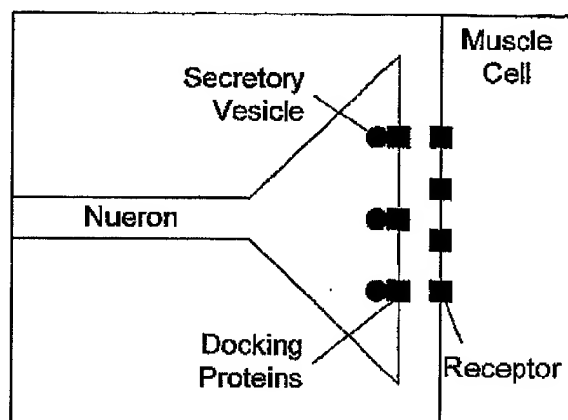 Muscle
Cell
Secretory
Vesicle
Nueron
Docking
Proteins
Receptor